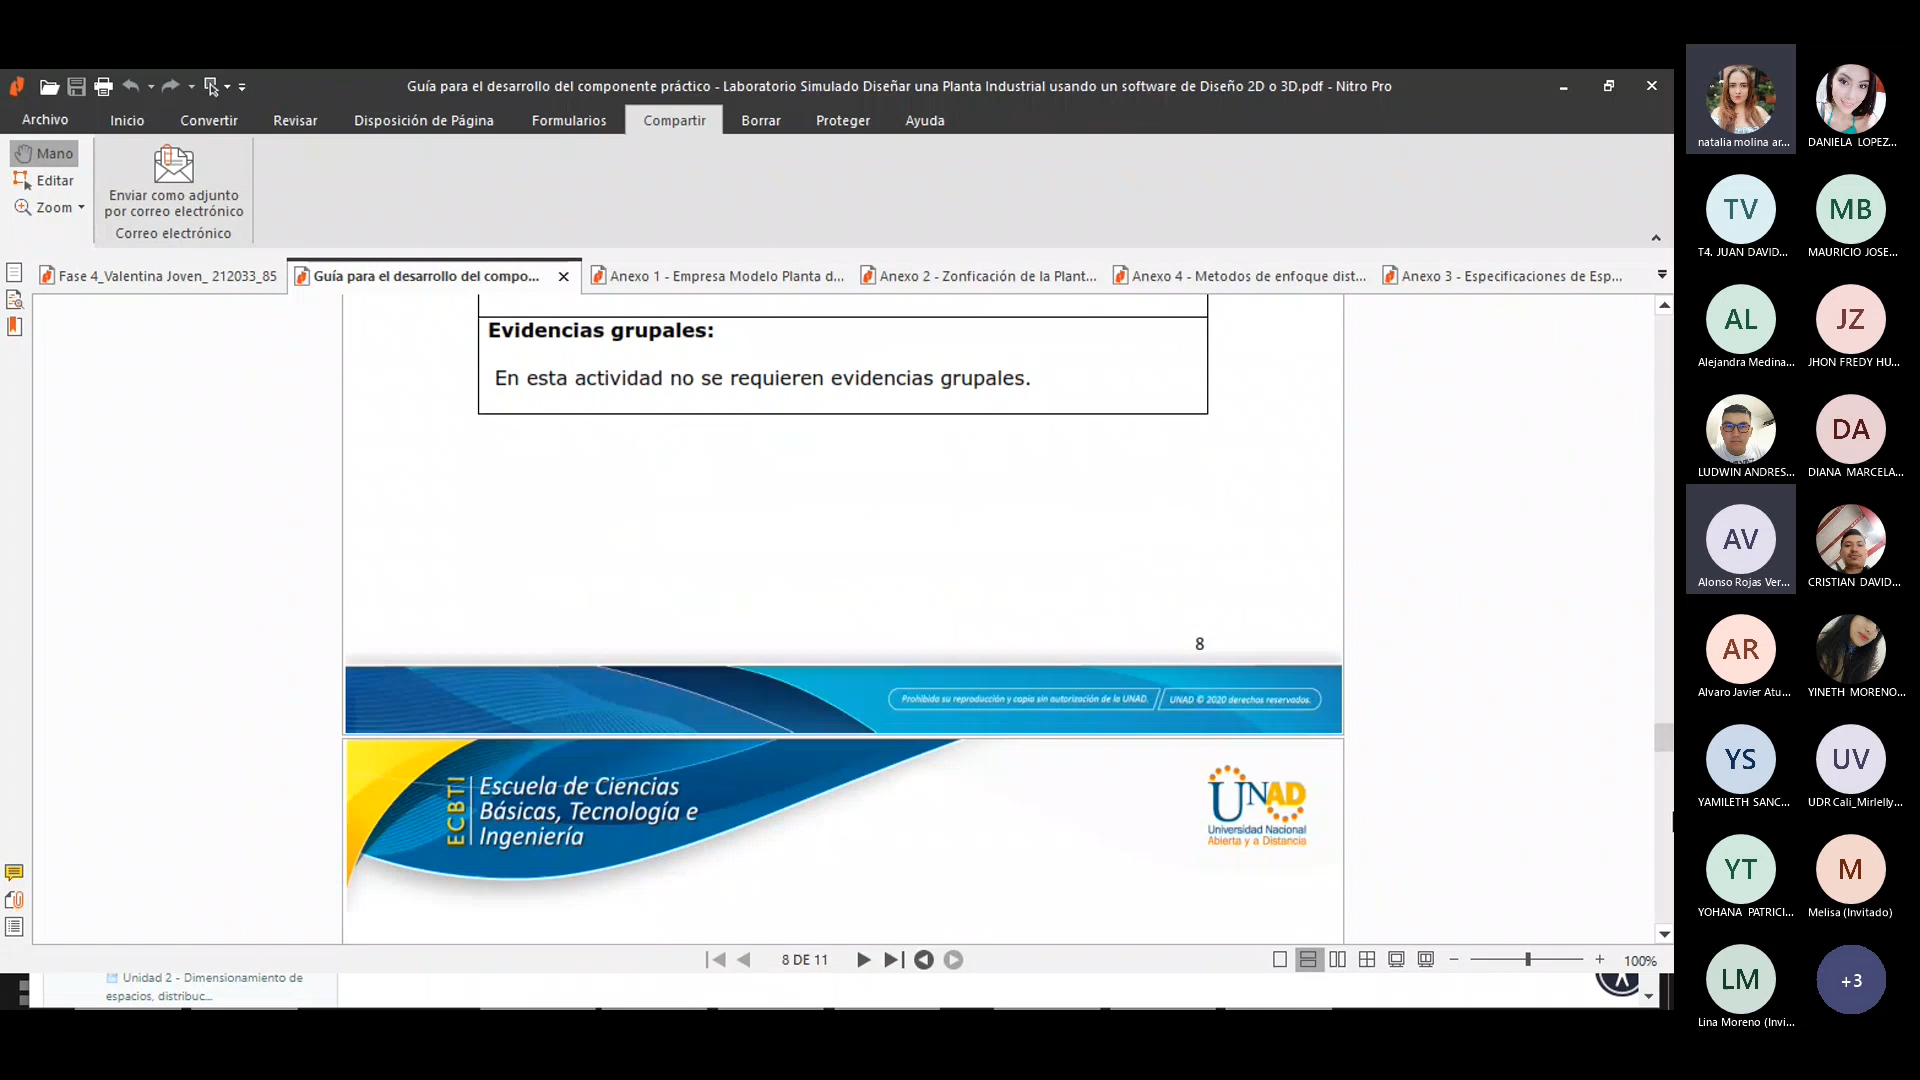 Guía para el desarrollo del componente práctico - Laboratorio Simulado Diseñar una Planta Industrial usando un software de Diseño 2D o 3D.pdf - Nitro Pro
Archivo Inicio Convertir Revisar Disposición de Página Formularios Compartir Borrar Proteger Ayuda
Mano
Editar
Zoom
Enviar como adjunto
por correo electrónico
Correo electrónico
Fase 4_Valentina Joven_ 212033_85
Guía para el desarrollo del compo...
Anexo 1 - Empresa Modelo Planta d...
Anexo 2 - Zonficación de la Plant...
Anexo 4 - Metodos de enfoque dist...
Anexo 3 - Especificaciones de Esp...
Evidencias grupales:
En esta actividad no se requieren evidencias grupales.
8
Prohibida su reproducción y copia sin autorización de la UNAD. UNAD © 2020 derechos reservados.
ECBTI
Escuela de Ciencias
Básicas, Tecnología e
Ingeniería
UNAD
Universidad Nacional
Abierta y a Distancia
8 DE 11
100%
Unidad 2 - Dimensionamiento de
espacios, distribuc...
natalia molina ar...
DANIELA LOPEZ...
TV
T4. JUAN DAVID...
MB
MAURICIO JOSE...
AL
Alejandra Medina...
JZ
JHON FREDY HU...
LUDWIN ANDRES...
DA
DIANA MARCELA...
AV
Alonso Rojas Ver...
CRISTIAN DAVID...
AR
Alvaro Javier Atu...
YINETH MORENO...
YS
YAMILETH SANC...
UV
UDR Cali_Mirlelly...
YT
YOHANA PATRICI...
M
Melisa (Invitado)
LM
Lina Moreno (Invi...
+3